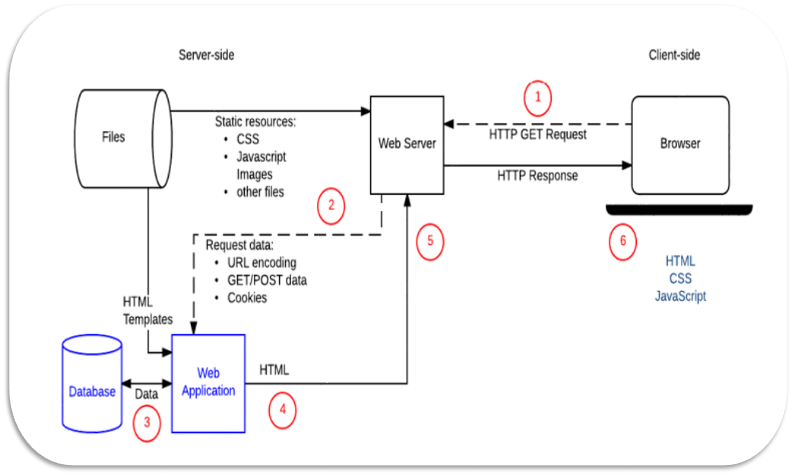 Server-side
Client-side
1
Files
Static resources:
• CSS
• Javascript
Images
• other files
Web Server
HTTP GET Request
Browser
HTTP Response
2
5
6
Request data:
• URL encoding
• GET/POST data
• Cookies
HTML
CSS
JavaScript
HTML
Templates
Database
Data
Web
Application
HTML
3
4